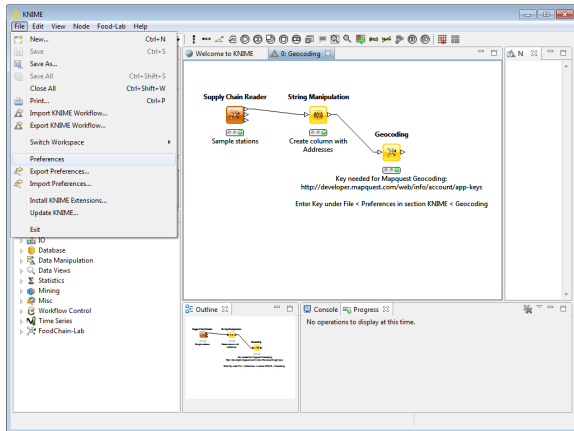 KNIME
File Edit View Node Food-Lab Help
New... Ctrl+N
Save Ctrl+S
Save As...
Save All Ctrl+Shift+S
Close All Ctrl+Shift+W
Print... Ctrl+P
Import KNIME Workflow...
Export KNIME Workflow...
Switch Workspace
Preferences
Export Preferences...
Import Preferences...
Install KNIME Extensions...
Update KNIME...
Exit
IO
Database
Data Manipulation
Data Views
Statistics
Mining
Misc
Workflow Control
Time Series
FoodChain-Lab
Welcome to KNIME
0: Geocoding
N
Supply Chain Reader
String Manipulation
Sample stations
Create column with
Addresses
Geocoding
Key needed for Mapquest Geocoding:
http://developer.mapquest.com/web/info/account/app-keys
Enter Key under File < Preferences in section KNIME < Geocoding
Outline
Console
Progress
No operations to display at this time.